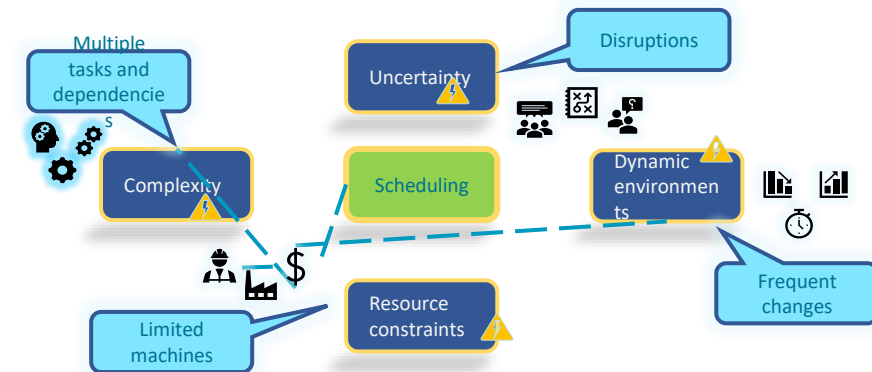 Multiple
tasks and
dependencie
s
Disruptions
Uncertainty
Complexity
Scheduling
Dynamic
environmen
ts
$
Resource
constraints
Limited
machines
Frequent
changes